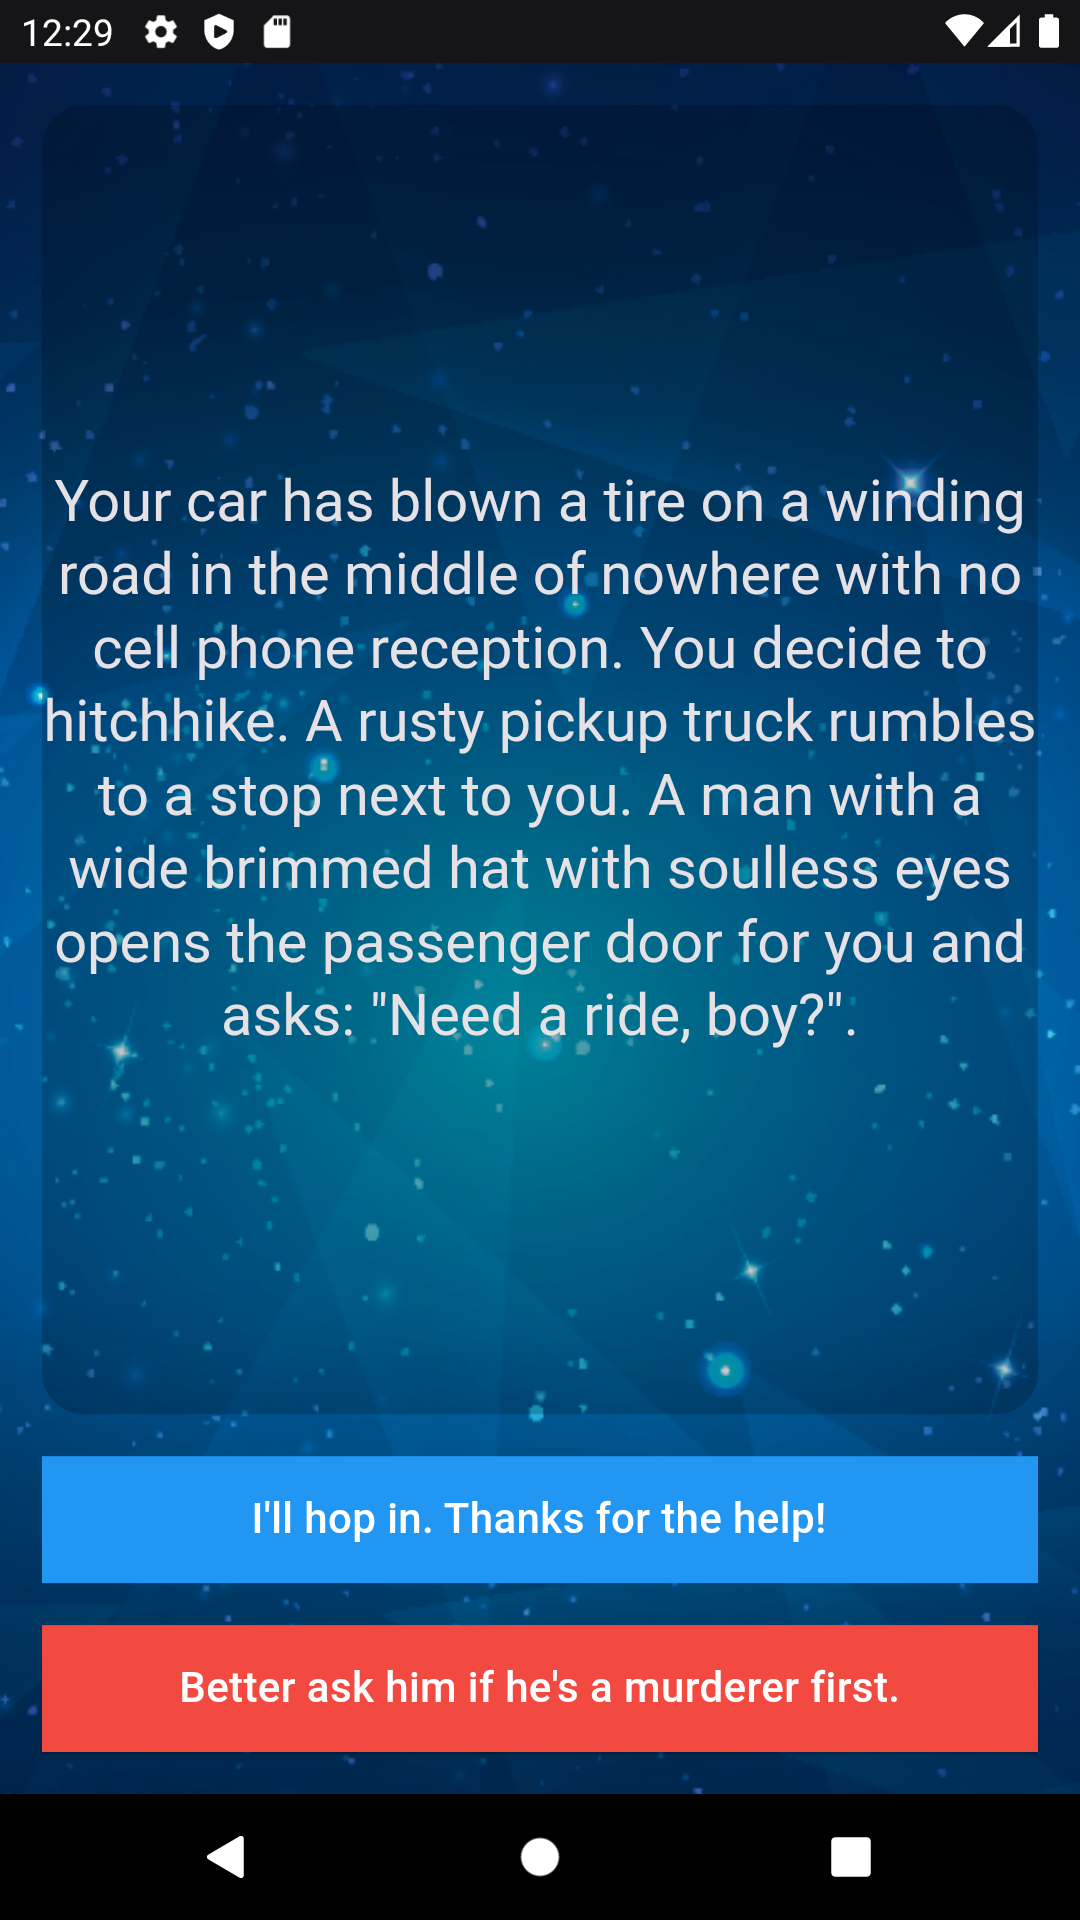 12:29
Your car has blown a tire on a winding
road in the middle of nowhere with no
cell phone reception. You decide to
hitchhike. A rusty pickup truck rumbles
to a stop next to you. A man with a
wide brimmed hat with soulless eyes
opens the passenger door for you and
asks: "Need a ride, boy?".
I'll hop in. Thanks for the help!
Better ask him if he's a murderer first.